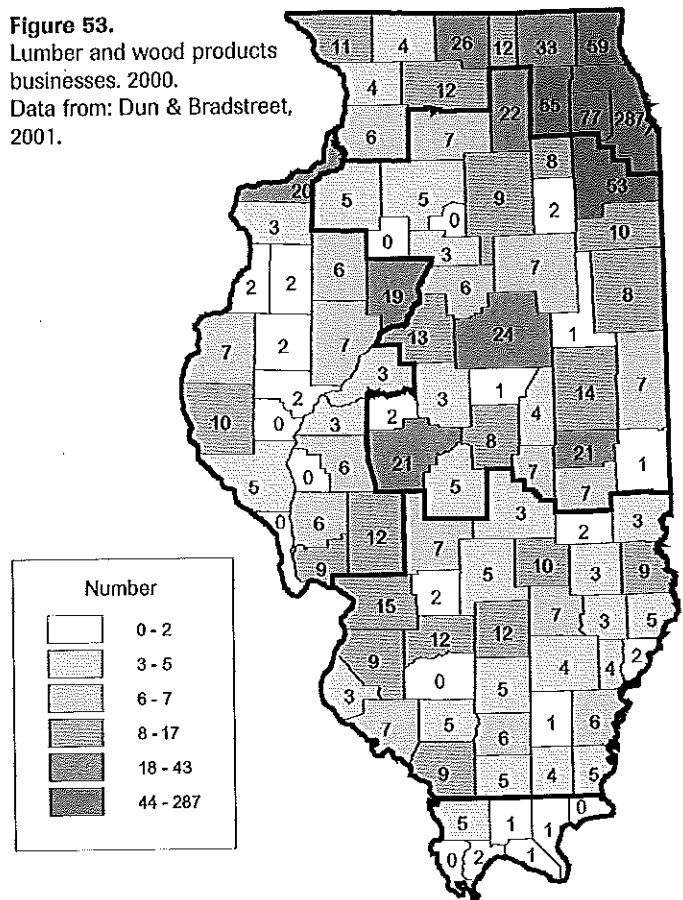 Figure 53.
Lumber and wood products
businesses. 2000.
Data from: Dun & Bradstreet,
2001.
11 4 26 12 33 59
4 12 22 55 77 287
6 7
8
20 5 5 9 53
0 2
3 0 10
3
6 7
2 2 6 8
19
13 24 1
7 2 7
3
1 14 7
2 3 4
10 0 3 2
8
21 21
6 7 1
5 0 5 7
3
0 6 12 2 3
7
9 5 10 3 9
15 2 7 3 5
12 12
9 2
0 4 4
3 5
7 5 1 6
6
9 5 4 5
0
5 1 1
0 2 1
Number
0 - 2
3 - 5
6 - 7
8 - 17
18 - 43
44 - 287